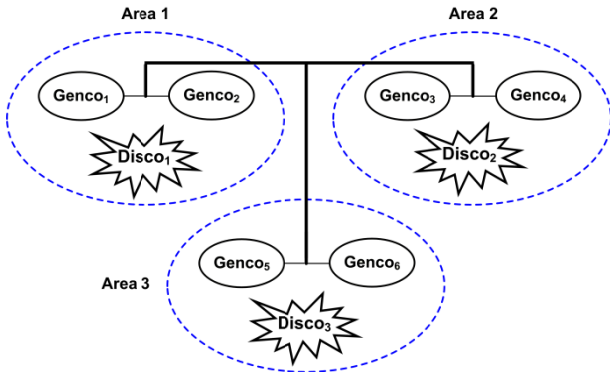 Area 1
Area 2
Genco₁
Genco₂
Genco₃
Genco₄
Disco₁
Disco₂
Genco₅
Genco₆
Area 3
Disco₃